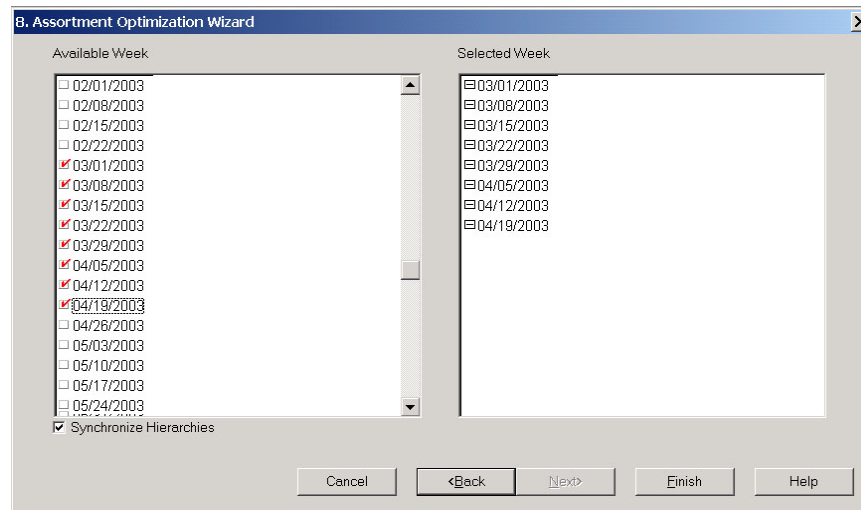 8. Assortment Optimization Wizard
Available Week
02/01/2003
02/08/2003
02/15/2003
02/22/2003
03/01/2003
03/08/2003
03/15/2003
03/22/2003
03/29/2003
04/05/2003
04/12/2003
04/19/2003
04/26/2003
05/03/2003
05/10/2003
05/17/2003
05/24/2003
Synchronize Hierarchies
Selected Week
03/01/2003
03/08/2003
03/15/2003
03/22/2003
03/29/2003
04/05/2003
04/12/2003
04/19/2003
Cancel
<Back
Next>
Finish
Help